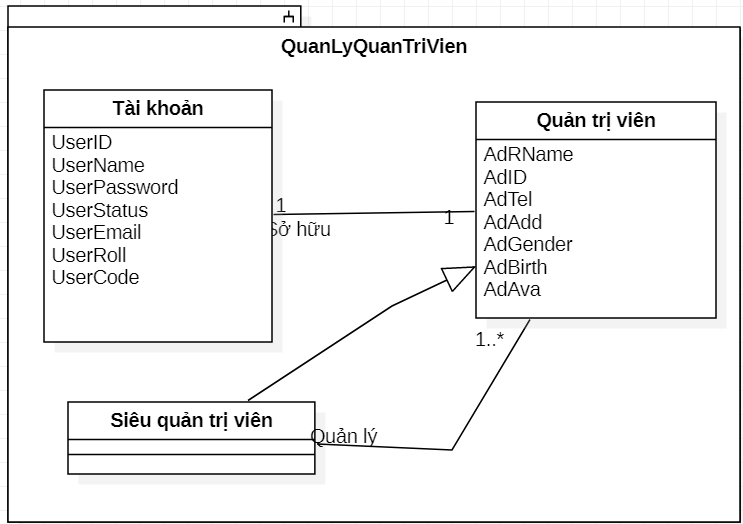 QuanLyQuanTriVien
Tài khoản
UserID
UserName
UserPassword
UserStatus
UserEmail
UserRoll
UserCode
Quản trị viên
AdRName
AdID
AdTel
AdAdd
AdGender
AdBirth
AdAva
1
1
Sở hữu
1..*
Siêu quản trị viên
Quản lý